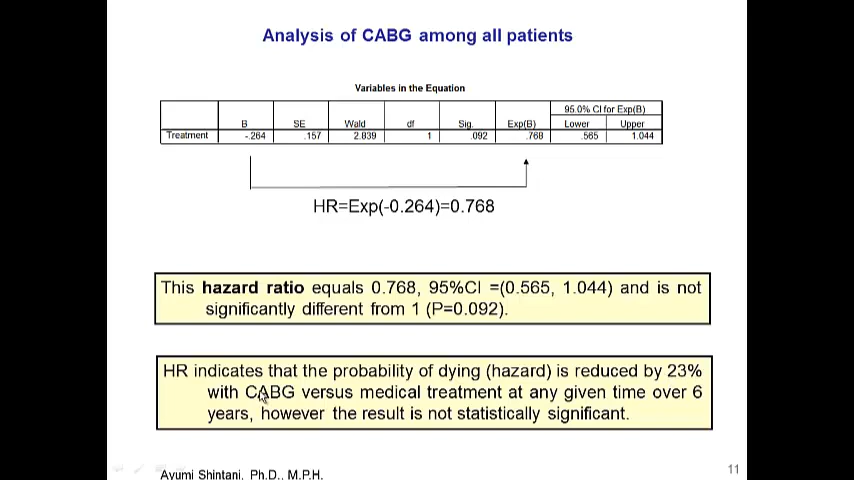 Analysis of CABG among all patients
Variables in the Equation
95.0% CI for Exp(B)
B SE Wald df Sig. Exp(B) Lower Upper
Treatment -.264 .157 2.839 1 .092 .768 .565 1.044
HR=Exp(-0.264)=0.768
This hazard ratio equals 0.768, 95%CI =(0.565, 1.044) and is not
significantly different from 1 (P=0.092).
HR indicates that the probability of dying (hazard) is reduced by 23%
with CABG versus medical treatment at any given time over 6
years, however the result is not statistically significant.
Ayumi Shintani, Ph.D., M.P.H.
11